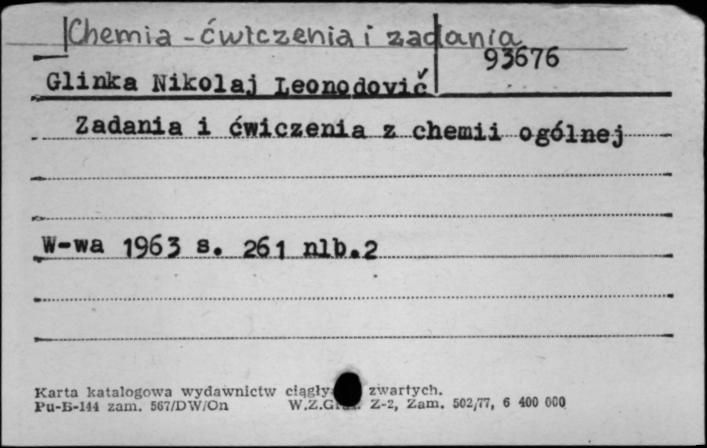 Chemia - ćwiczenia i zadania
93676
Glinka Nikolaj Leonodovič
Zadania i ćwiczenia z chemii ogólnej
W-wa 1963 s. 261 nlb.2
Karta katalogowa wydawnictw zwartych.
Pu-B-144 zam. 567/DW/On Z-2, Zam. 502/77, 6 400 000